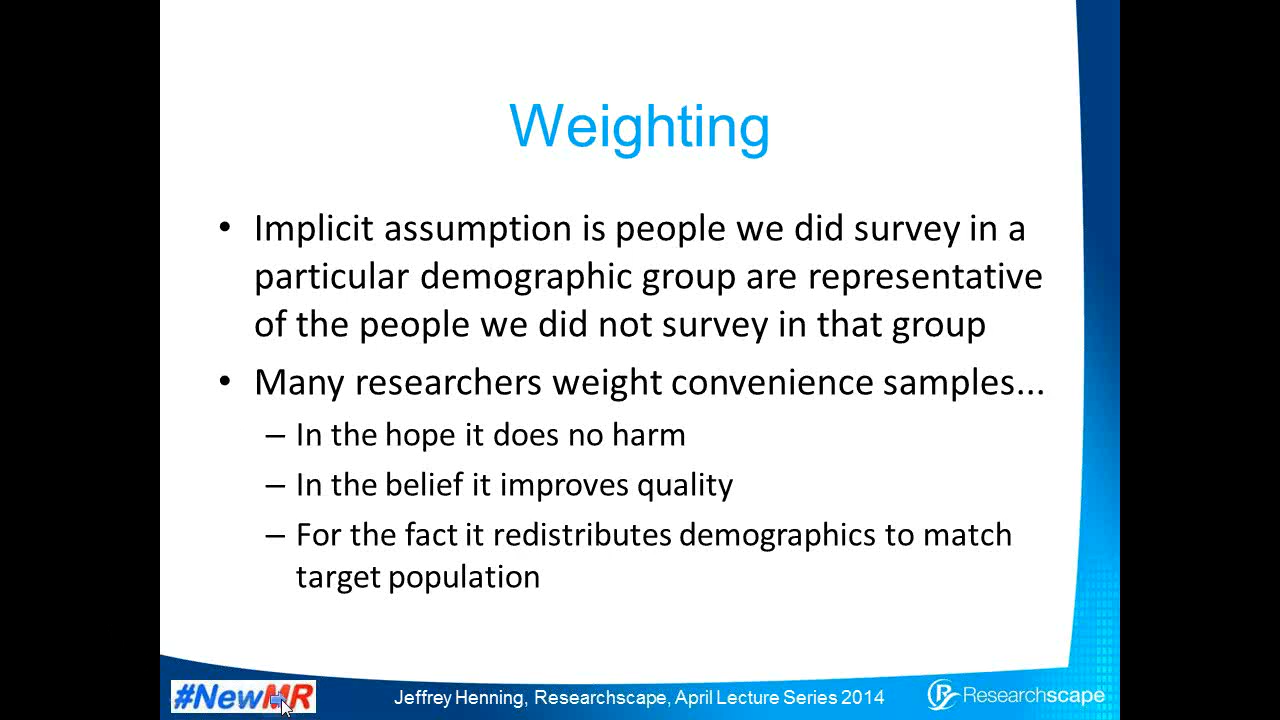 Weighting
• Implicit assumption is people we did survey in a
particular demographic group are representative
of the people we did not survey in that group
• Many researchers weight convenience samples...
– In the hope it does no harm
– In the belief it improves quality
– For the fact it redistributes demographics to match
target population
#NewMR
Jeffrey Henning, Researchscape, April Lecture Series 2014
Researchscape